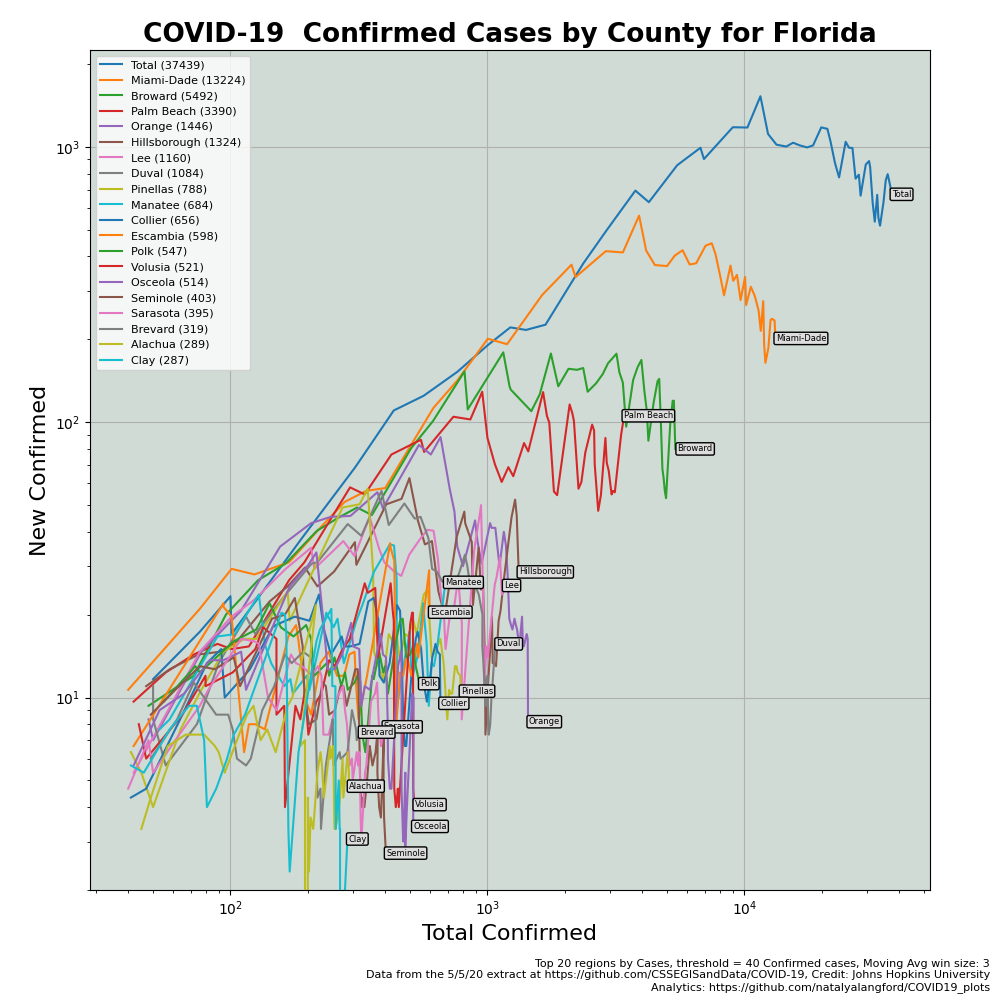 COVID-19  Confirmed Cases by County for Florida
Total (37439)
Miami-Dade (13224)
Broward (5492)
Palm Beach (3390)
Orange (1446)
Hillsborough (1324)
Lee (1160)
Duval (1084)
Pinellas (788)
Manatee (684)
Collier (656)
Escambia (598)
Polk (547)
Volusia (521)
Osceola (514)
Seminole (403)
Sarasota (395)
Brevard (319)
Alachua (289)
Clay (287)
10³
10²
10¹
New Confirmed
Total
Miami-Dade
Palm Beach
Broward
Hillsborough
Manatee
Lee
Escambia
Duval
Polk
Pinellas
Collier
Orange
Sarasota
Brevard
Alachua
Volusia
Osceola
Clay
Seminole
10²
10³
10⁴
Total Confirmed
Top 20 regions by Cases, threshold = 40 Confirmed cases, Moving Avg win size: 3
Data from the 5/5/20 extract at https://github.com/CSSEGISandData/COVID-19, Credit: Johns Hopkins University
Analytics: https://github.com/natalyalangford/COVID19_plots